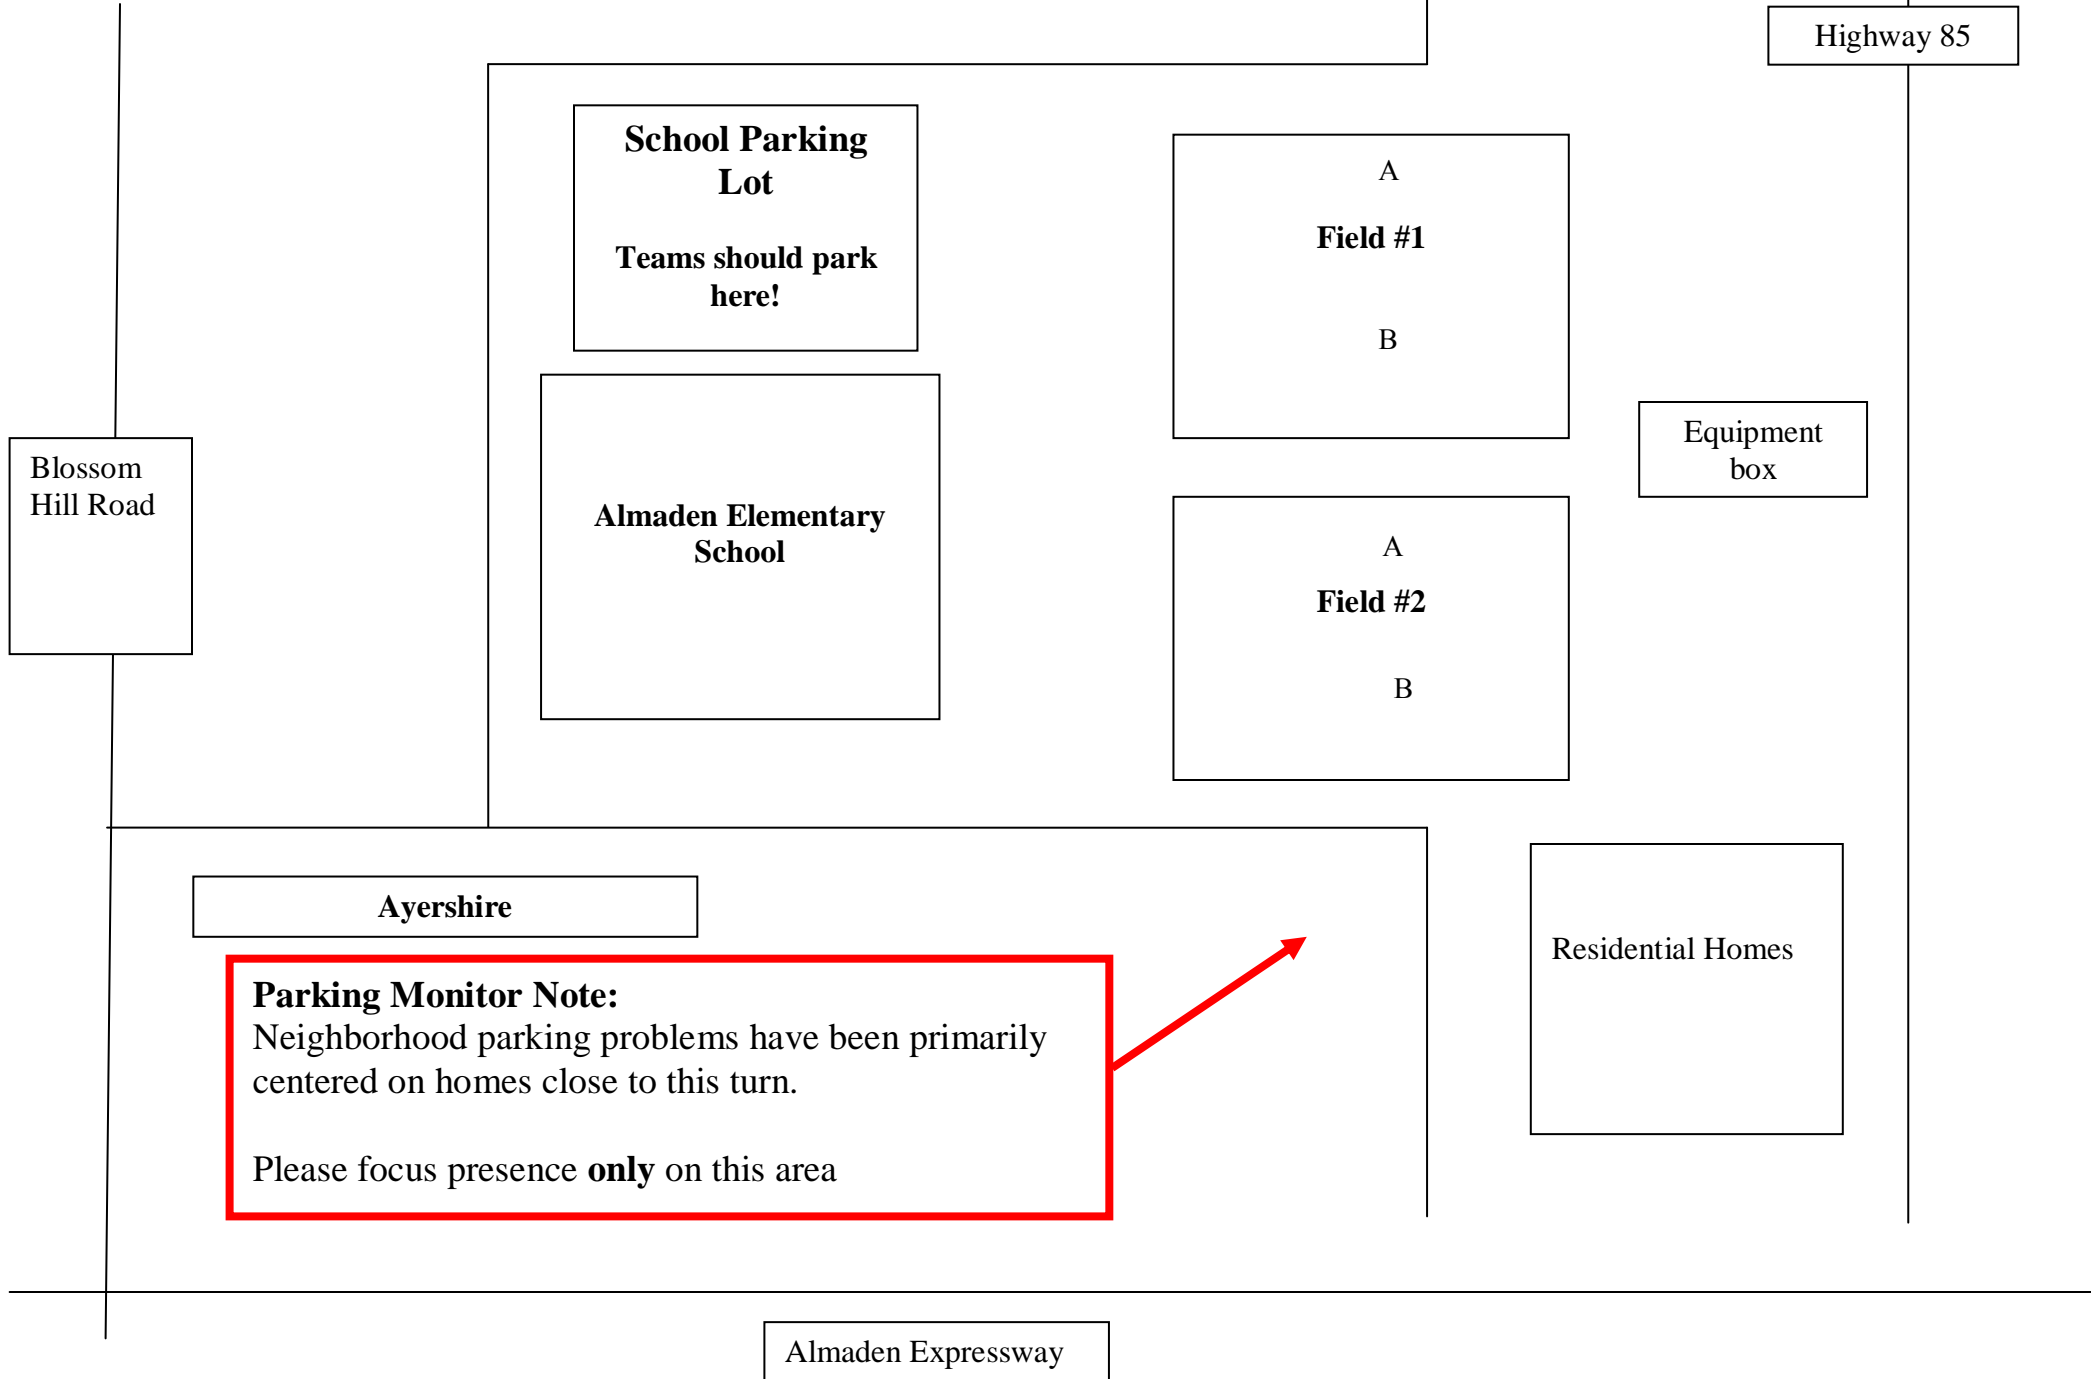 Highway 85
School Parking
Lot
Teams should park
here!
A
Field #1
B
Equipment
box
Blossom
Hill Road
Almaden Elementary
School
A
Field #2
B
Ayershire
Residential Homes
Parking Monitor Note:
Neighborhood parking problems have been primarily
centered on homes close to this turn.
Please focus presence only on this area
Almaden Expressway